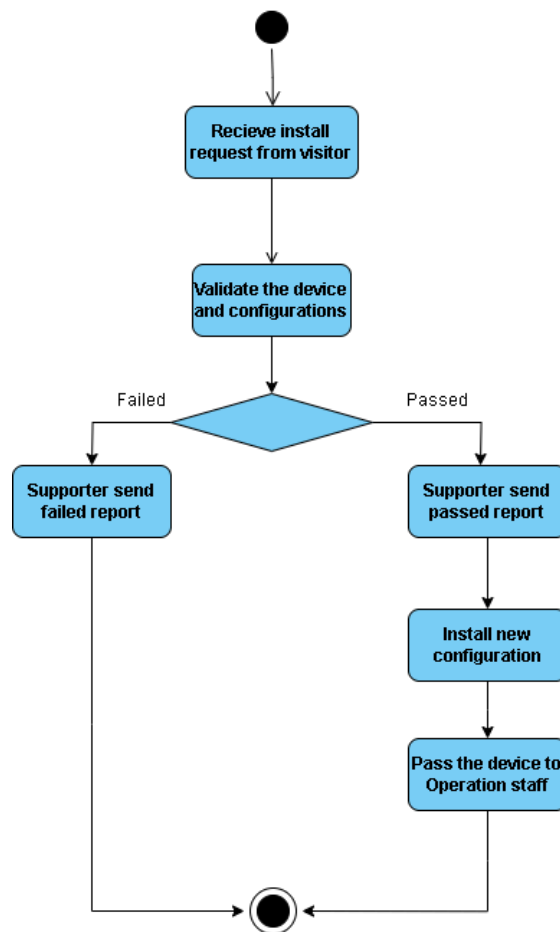 Recieve install
request from visitor
Validate the device
and configurations
Failed
Passed
Supporter send
failed report
Supporter send
passed report
Install new
configuration
Pass the device to
Operation staff